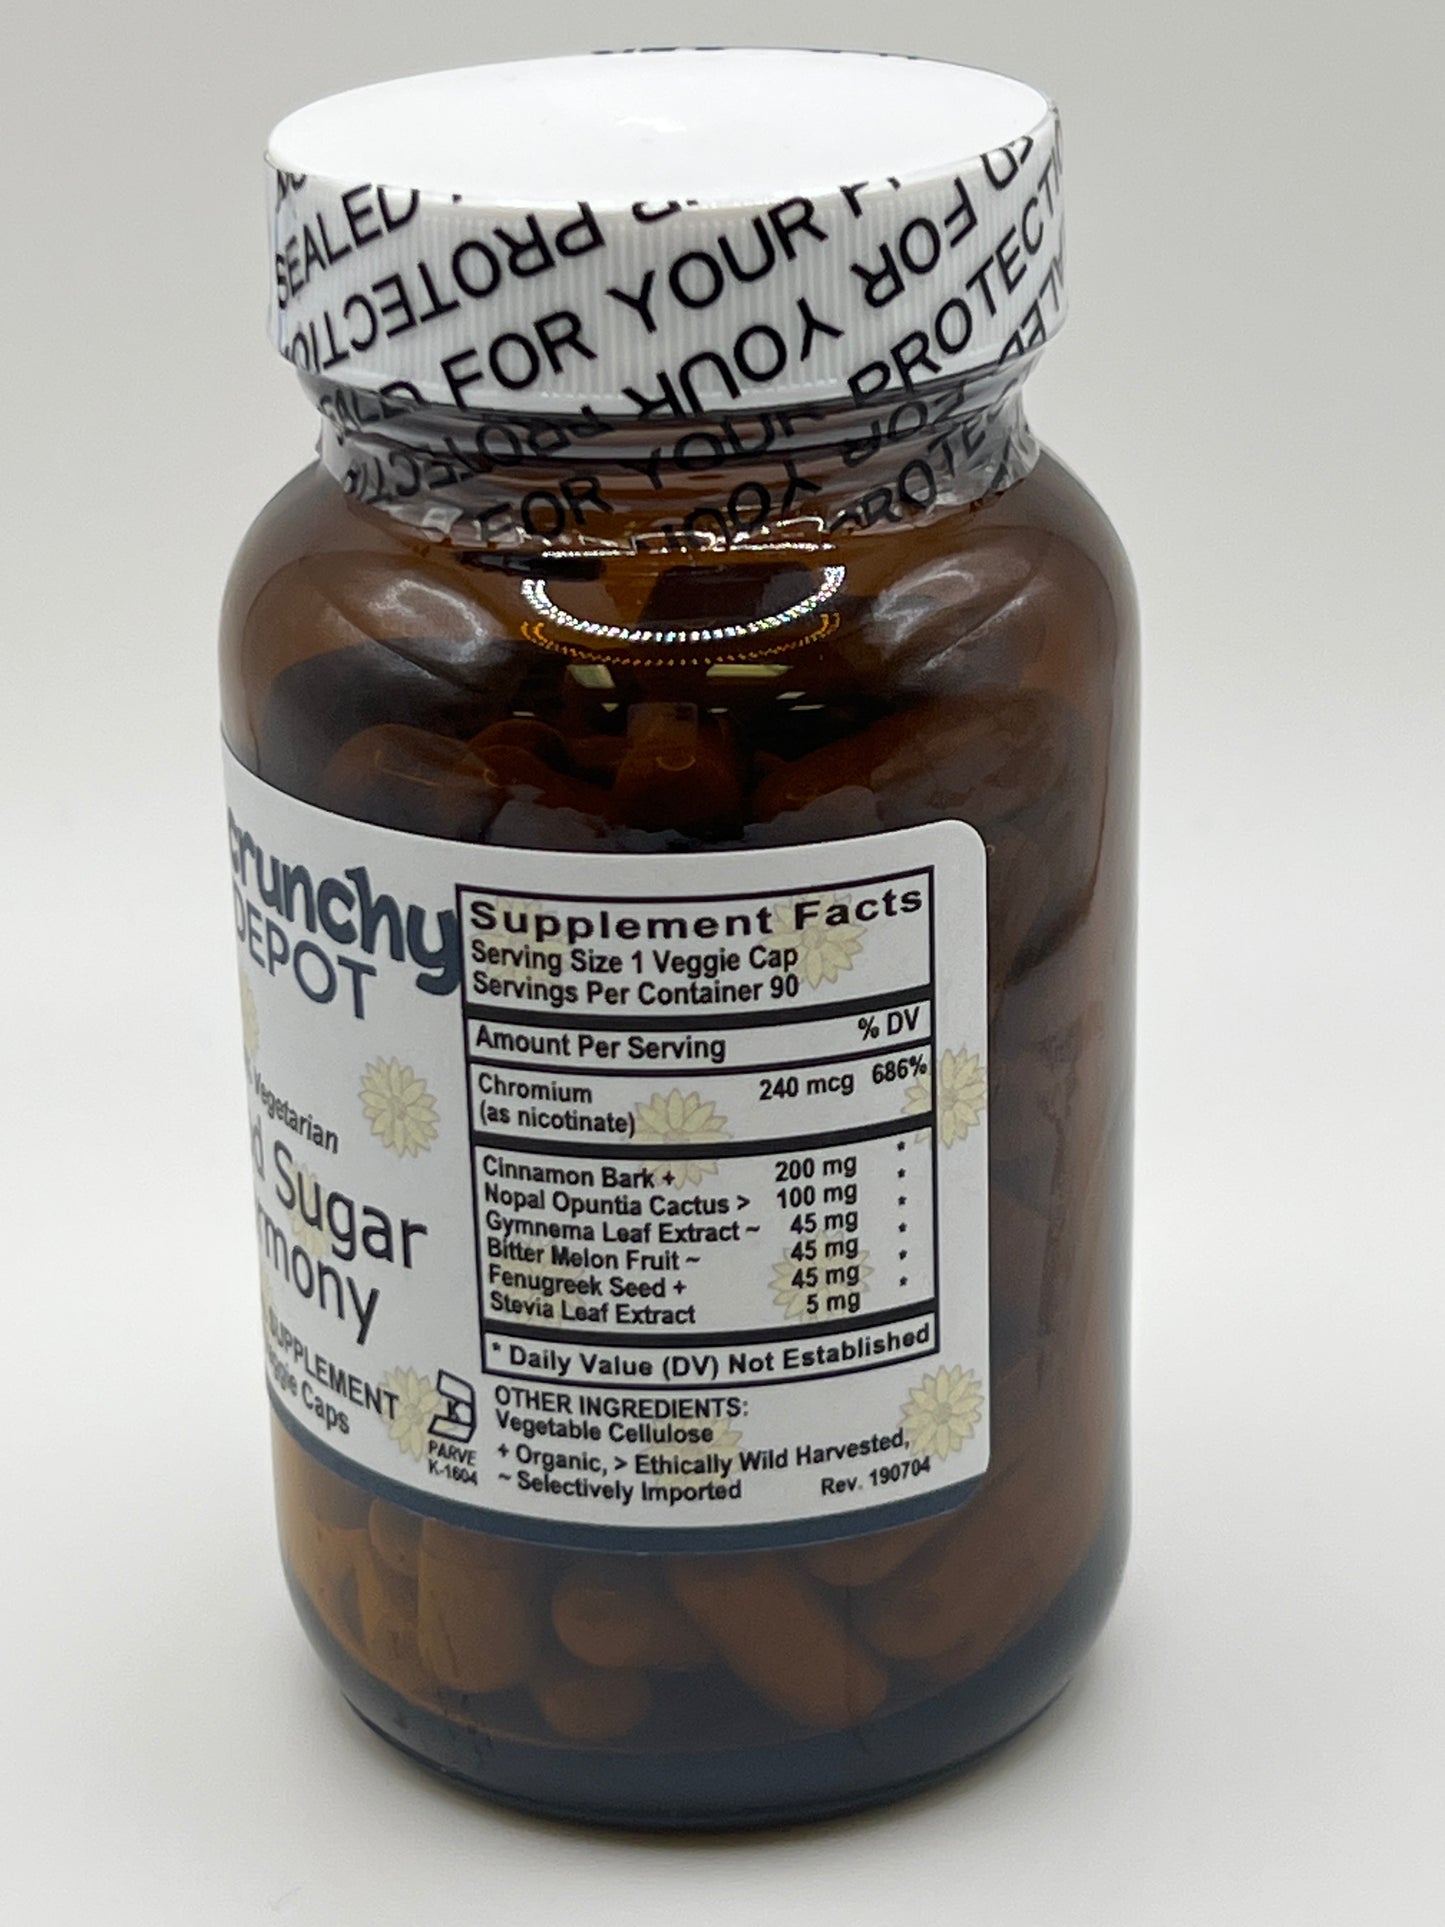 SEALED
PROTECTION
FOR YOUR
YOUR
FOR
PROTECTION
FOR YOUR
YOUR
crunchy
DEPOT
Vegetarian
Sugar
SUPPLEMENT
Caps
PARVE
K-1604
Supplement Facts
Serving Size 1 Veggie Cap
Servings Per Container 90
Amount Per Serving % DV
Chromium 240 mcg 686%
(as nicotinate)
Cinnamon Bark + 200 mg *
Nopal Opuntia Cactus > 100 mg *
Gymnema Leaf Extract ~ 45 mg *
Bitter Melon Fruit ~ 45 mg *
Fenugreek Seed + 45 mg *
Stevia Leaf Extract 5 mg *
* Daily Value (DV) Not Established
OTHER INGREDIENTS:
Vegetable Cellulose
+ Organic, > Ethically Wild Harvested,
~ Selectively Imported Rev. 190704